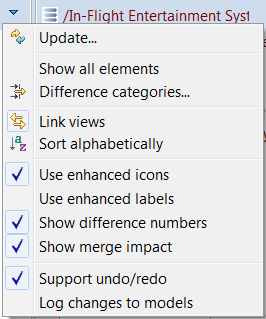 /In-Flight Entertainment Syst
Update...
Show all elements
Difference categories...
Link views
Sort alphabetically
Use enhanced icons
Use enhanced labels
Show difference numbers
Show merge impact
Support undo/redo
Log changes to models